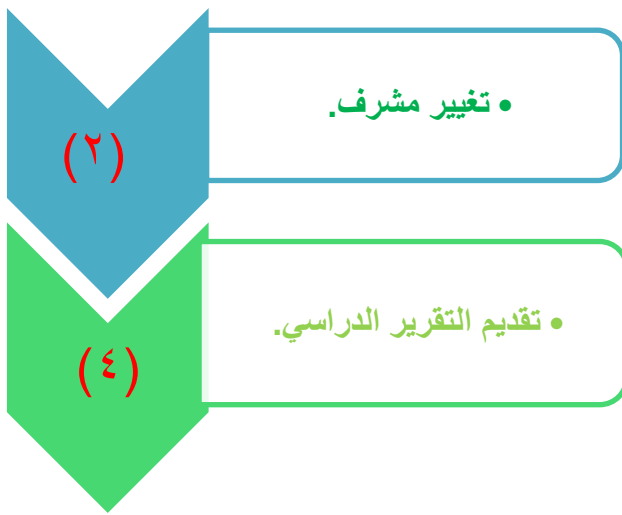 • تغيير مشرف.
(٢)
• تقديم التقرير الدراسي.
(٤)